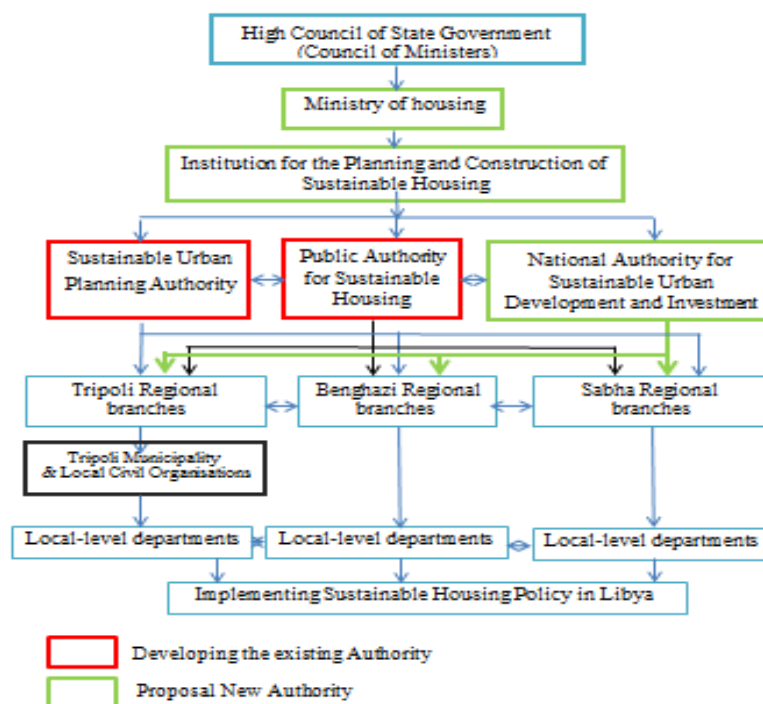 High Council of State Government
(Council of Ministers)
Ministry of housing
Institution for the Planning and Construction of
Sustainable Housing
Sustainable Urban
Planning Authority
Public Authority
for Sustainable
Housing
National Authority for
Sustainable Urban
Development and Investment
Tripoli Regional
branches
Benghazi Regional
branches
Sabha Regional
branches
Tripoli Municipality
& Local Civil Organisations
Local-level departments
Local-level departments
Local-level departments
Implementing Sustainable Housing Policy in Libya
Developing the existing Authority
Proposal New Authority